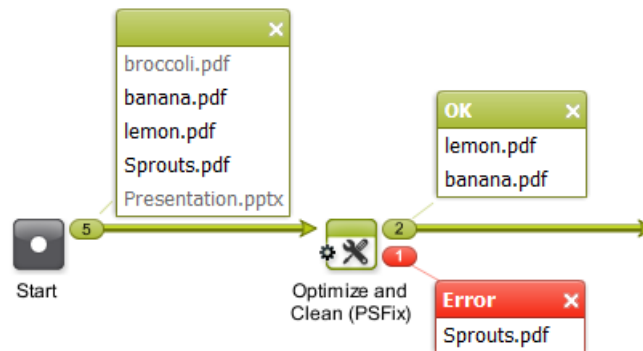 broccoli.pdf
banana.pdf
lemon.pdf
Sprouts.pdf
Presentation.pptx
5
Start
Optimize and
Clean (PSFix)
OK
lemon.pdf
banana.pdf
2
1
Error
Sprouts.pdf